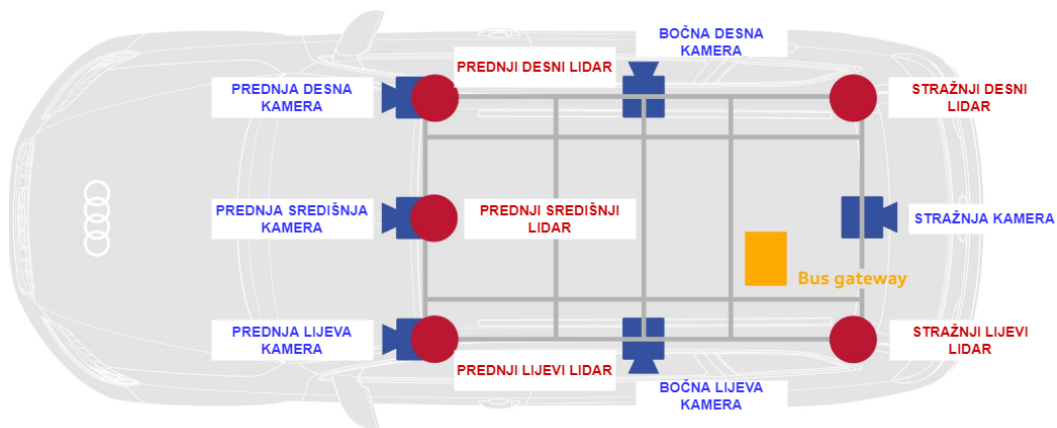 BOČNA DESNA
KAMERA
PREDNJI DESNI LIDAR
PREDNJA DESNA
KAMERA
STRAŽNJI DESNI
LIDAR
PREDNJA SREDIŠNJA
KAMERA
PREDNJI SREDIŠNJI
LIDAR
STRAŽNJA KAMERA
Bus gateway
PREDNJA LIJEVA
KAMERA
STRAŽNJI LIJEVI
LIDAR
PREDNJI LIJEVI LIDAR
BOČNA LIJEVA
KAMERA